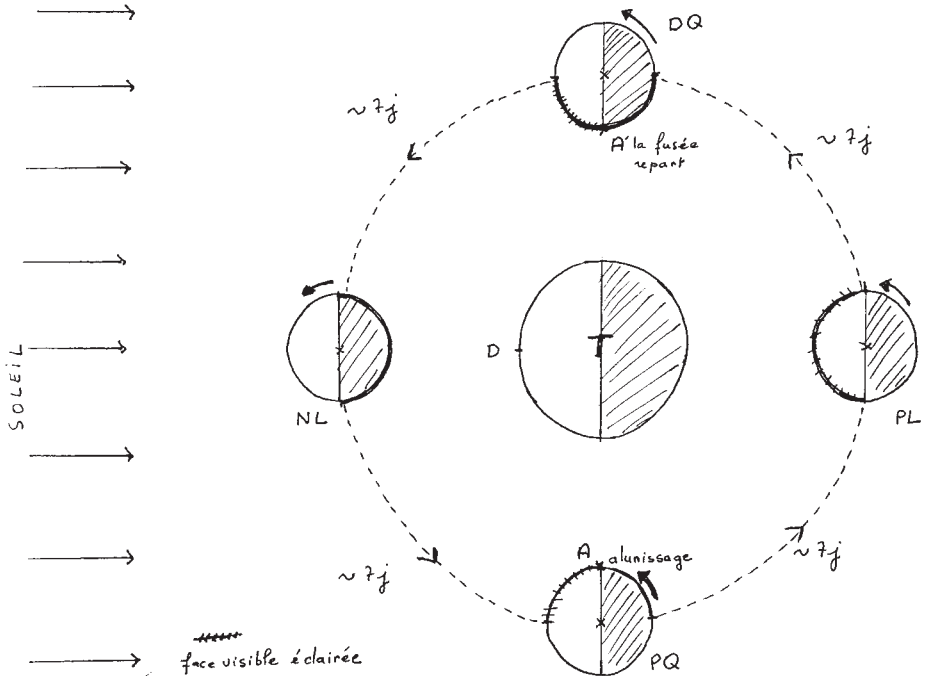 DQ
~ 7j
~ 7j
A' la fusée
repart
SOLEIL
D
T
NL
PL
A alunissage
~ 7j
~ 7j
PQ
face visible éclairée